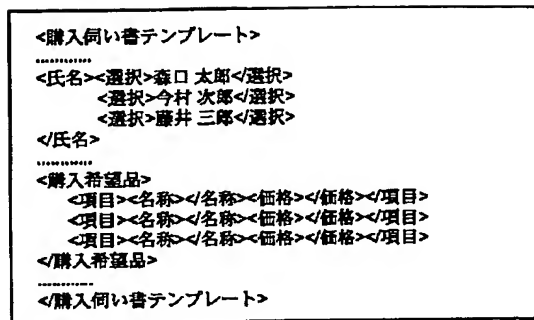 <購入伺い書テンプレート>
............
<氏名><選択>森口 太郎</選択>
<選択>今村 次郎</選択>
<選択>藤井 三郎</選択>
</氏名>
............
<購入希望品>
<項目><名称></名称><価格></価格></項目>
<項目><名称></名称><価格></価格></項目>
<項目><名称></名称><価格></価格></項目>
</購入希望品>
............
</購入伺い書テンプレート>